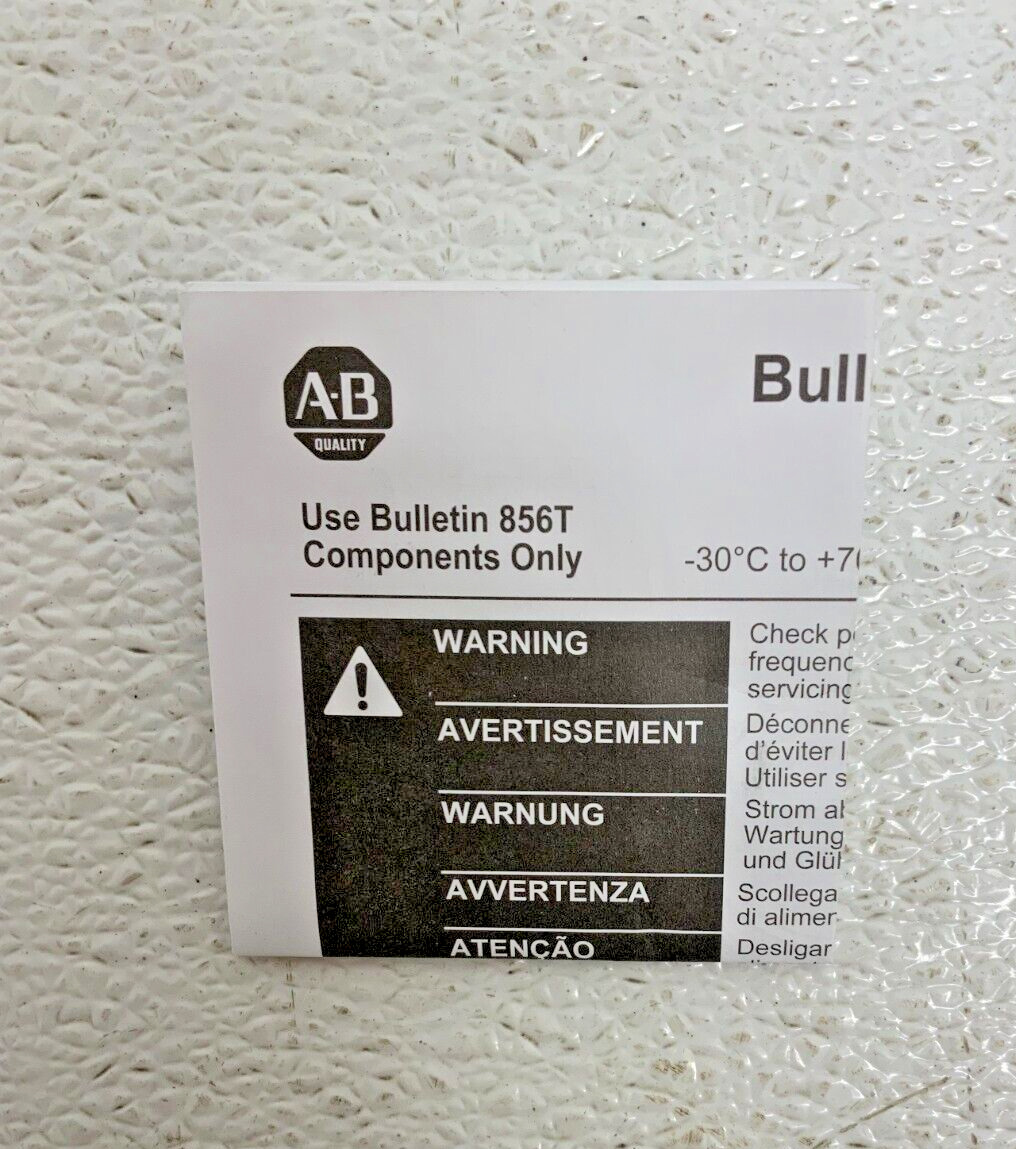 A-B
QUALITY
Bull
Use Bulletin 856T
Components Only
-30°C to +7
WARNING
Check p
frequenc
servicing
AVERTISSEMENT
Déconne
d'éviter l
Utiliser s
WARNUNG
Strom a
Wartung
und Glü
AVVERTENZA
Scollega
di alimen
ATENÇÃO
Desligar